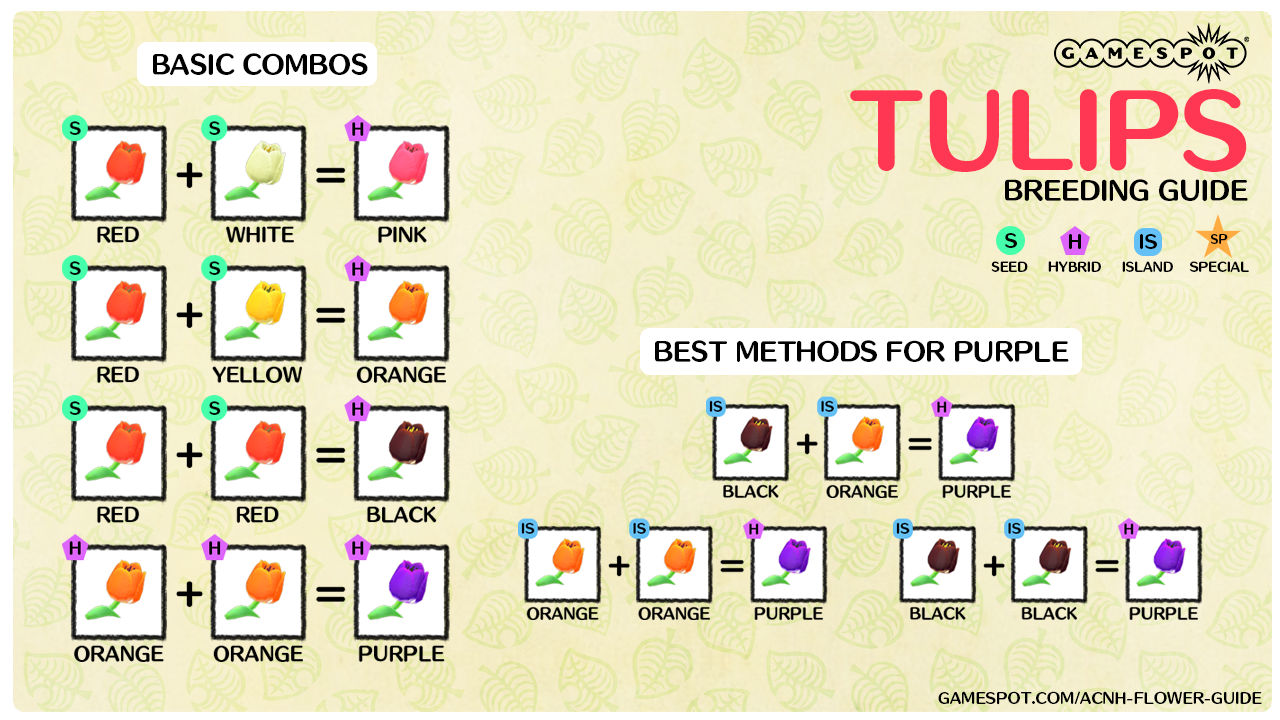 GAMESPOT
TULIPS
BREEDING GUIDE
S H IS SP
SEED HYBRID ISLAND SPECIAL
BASIC COMBOS
S S H
+ =
RED WHITE PINK
S S H
+ =
RED YELLOW ORANGE
S S H
+ =
RED RED BLACK
H H H
+ =
ORANGE ORANGE PURPLE
BEST METHODS FOR PURPLE
IS IS H
+ =
BLACK ORANGE PURPLE
IS IS H
+ =
ORANGE ORANGE PURPLE
IS IS H
+ =
BLACK BLACK PURPLE
GAMESPOT.COM/ACNH-FLOWER-GUIDE